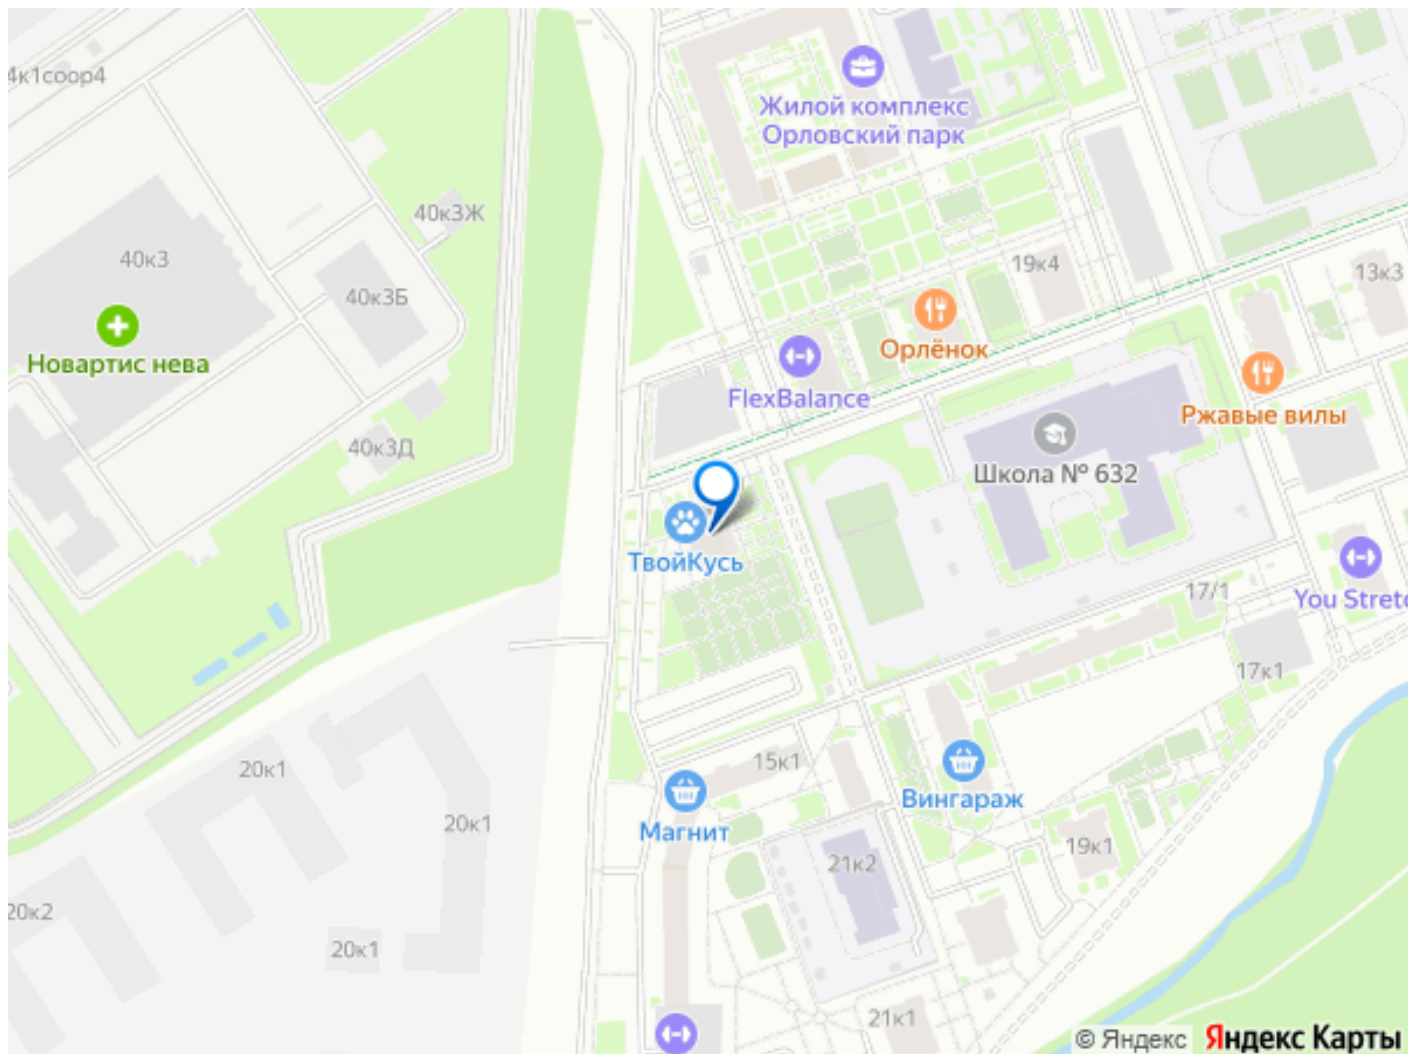 4к1соор4
Жилой комплекс
Орловский парк
40к3Ж
40к3
40к3Б
19к4
13к3
Новартис нева
Орлёнок
FlexBalance
Ржавые вилы
40к3Д
Школа № 632
ТвойКусь
17/1
You Stretc
17к1
20к1
15к1
Вингараж
20к1
Магнит
19к1
21к2
20к2
20к1
21к1
© Яндекс
Яндекс Карты